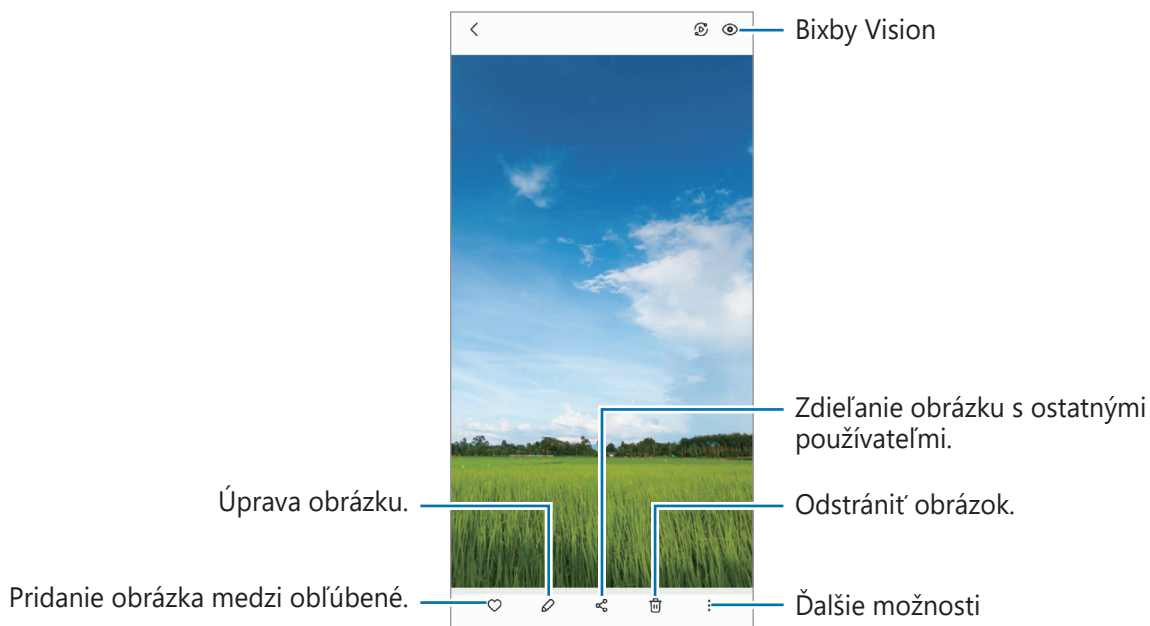 Bixby Vision
Zdieľanie obrázku s ostatnými
používateľmi.
Úprava obrázku.
Odstrániť obrázok.
Pridanie obrázka medzi obľúbené.
Ďalšie možnosti